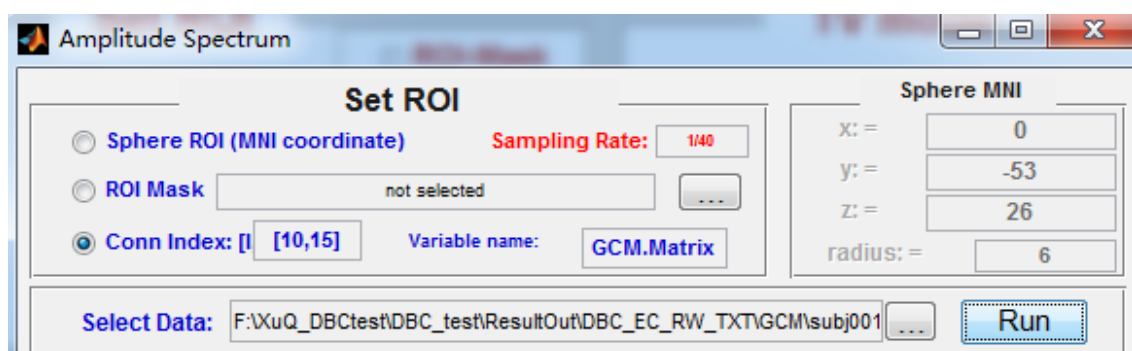 Amplitude Spectrum
Set ROI
Sphere ROI (MNI coordinate) Sampling Rate: 1/40
ROI Mask not selected ...
Conn Index: [I [10,15] Variable name: GCM.Matrix
Sphere MNI
x: = 0
y: = -53
z: = 26
radius: = 6
Select Data: F:\XuQ_DBCtest\DBC_test\ResultOut\DBC_EC_RW_TXT\GCM\subj001 ... Run